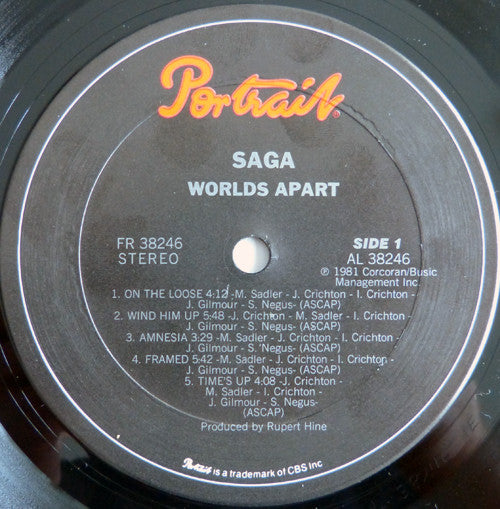 Portrait
SAGA
WORLDS APART
FR 38246
STEREO
SIDE 1
AL 38246
℗ 1981 Corcoran/Busic
Management Inc.
1. ON THE LOOSE 4:12 -M. Sadler - J. Crichton - I. Crichton -
J. Gilmour - S. Negus- (ASCAP)
2. WIND HIM UP 5:48 -J. Crichton - M. Sadler - I. Crichton -
J. Gilmour - S. Negus- (ASCAP)
3. AMNESIA 3:29 -M. Sadler - J. Crichton - I. Crichton -
J. Gilmour - S. Negus- (ASCAP)
4. FRAMED 5:42 -M. Sadler - J. Crichton - I. Crichton -
J. Gilmour - S. Negus-
(ASCAP)
5. TIME'S UP 4:08 -J. Crichton -
M. Sadler - I. Crichton -
J. Gilmour - S. Negus-
(ASCAP)
Produced by Rupert Hine
Portrait is a trademark of CBS Inc